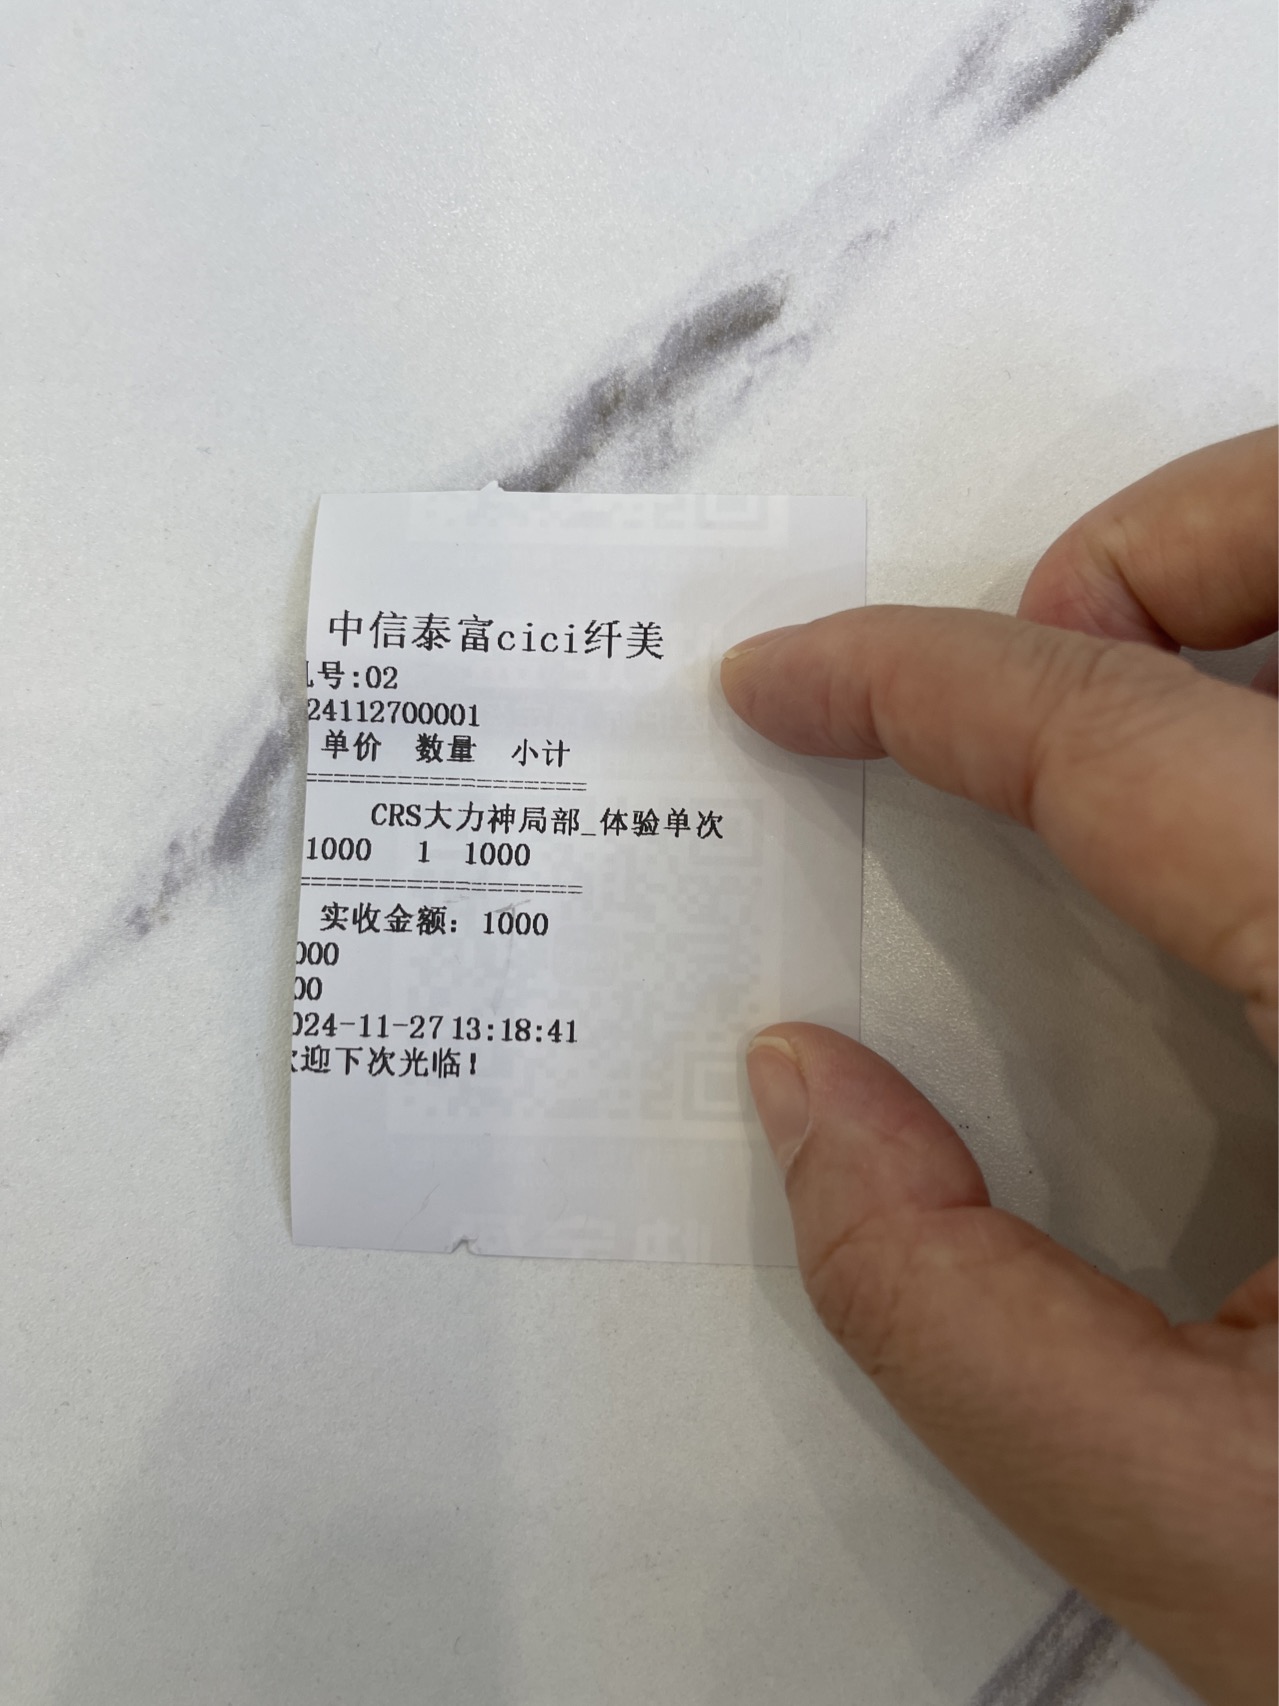 中信泰富cici纤美
号:02
24112700001
单价 数量 小计
==================
CRS大力神局部_体验单次
1000 1 1000
==================
实收金额: 1000
000
00
024-11-27 13:18:41
迎下次光临!